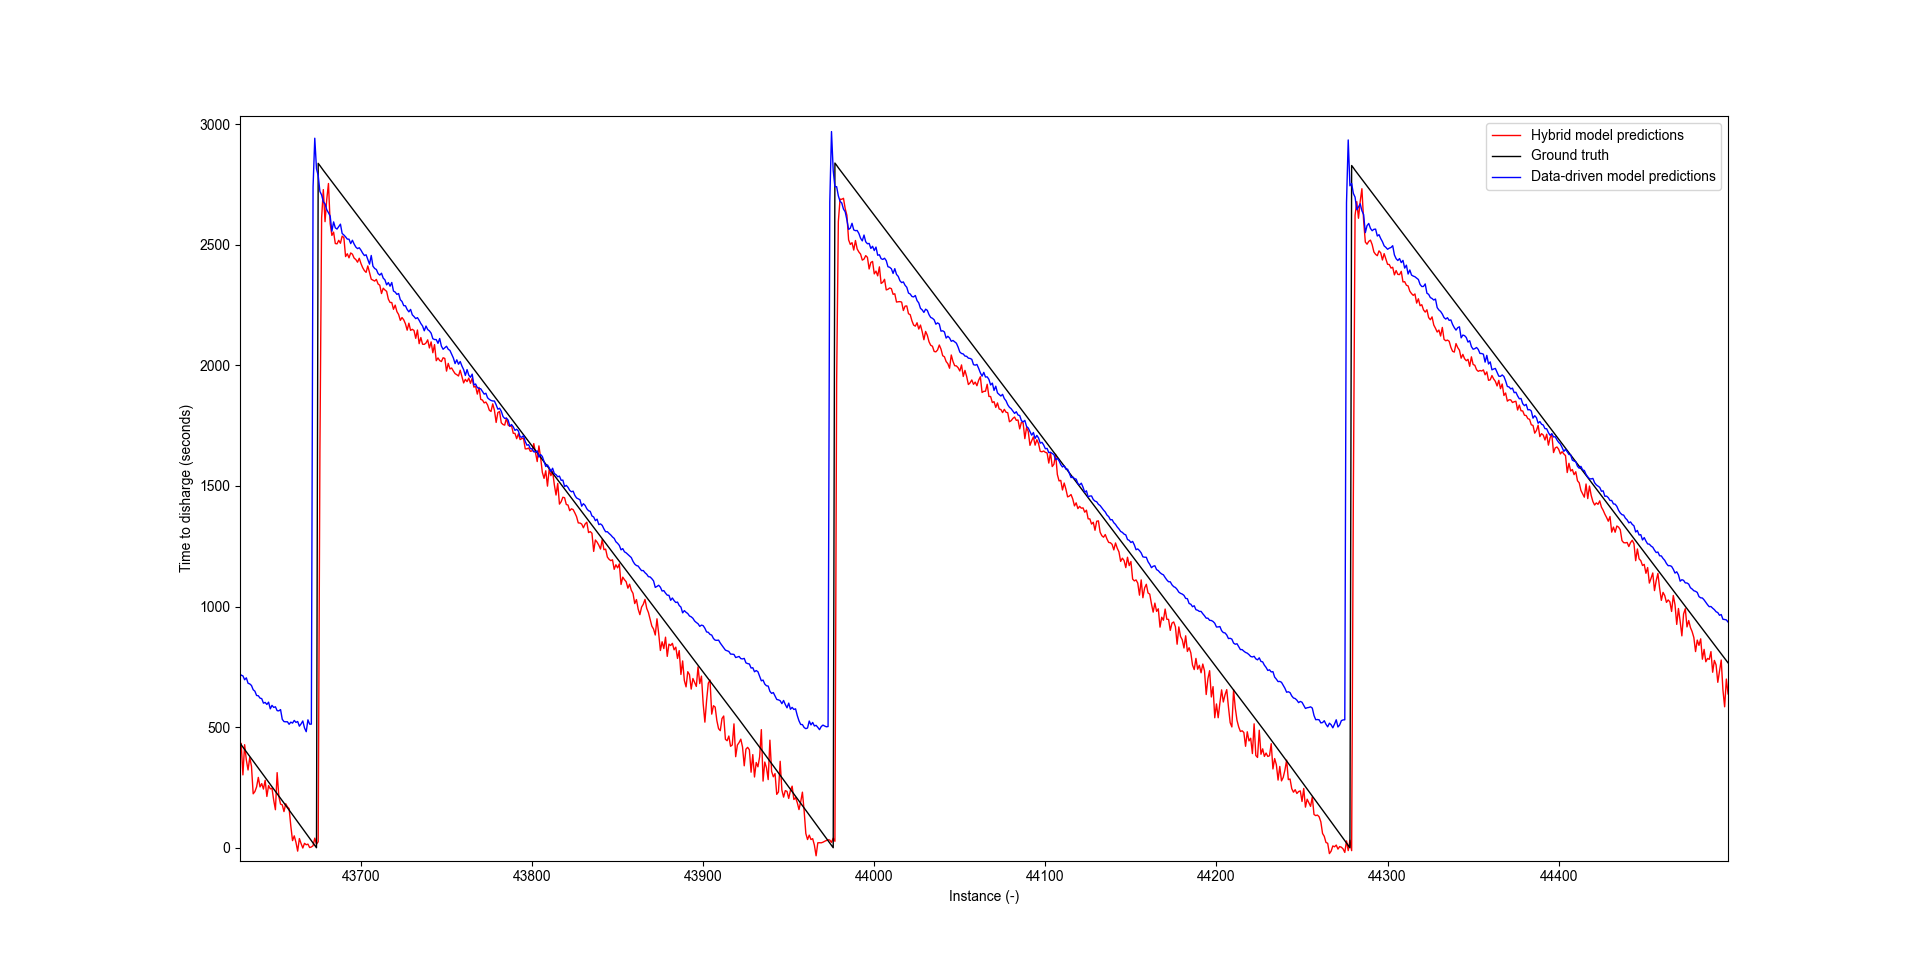 3000
2500
2000
1500
1000
500
0
Time to disharge (seconds)
Hybrid model predictions
Ground truth
Data-driven model predictions
43700 43800 43900 44000 44100 44200 44300 44400
Instance (-)